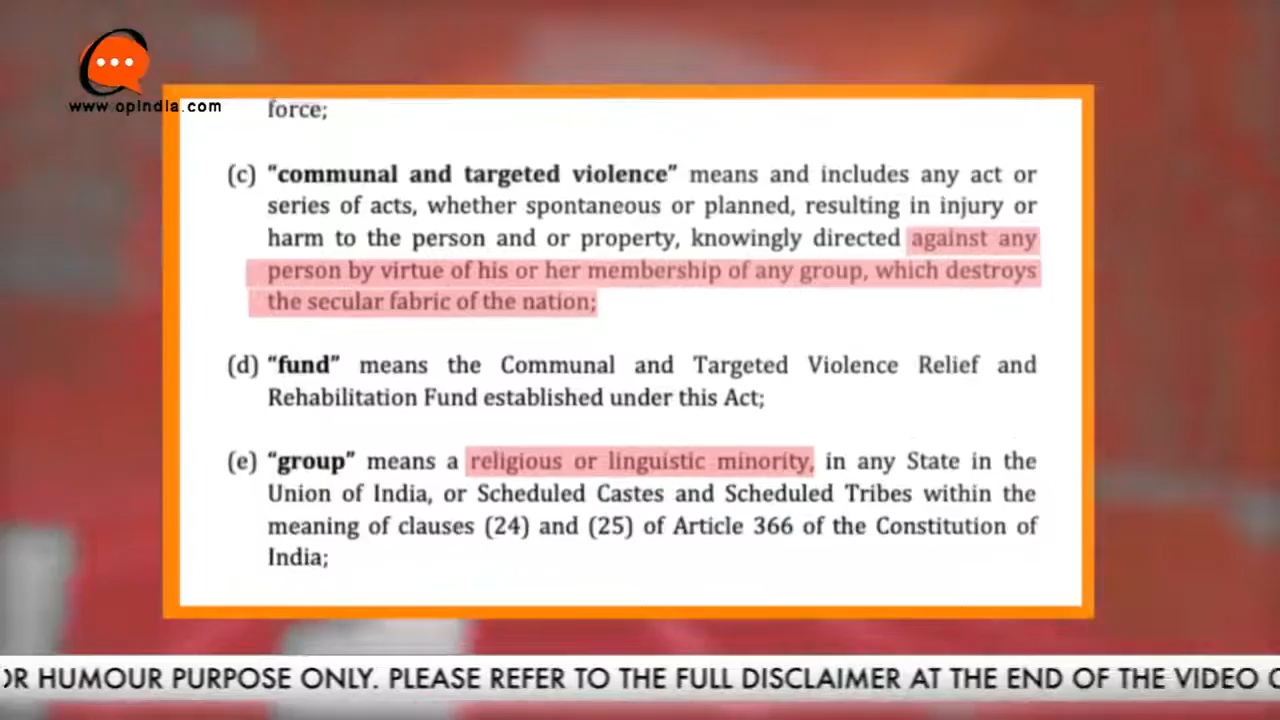 www.opindia.com
force;
(c) "communal and targeted violence" means and includes any act or
series of acts, whether spontaneous or planned, resulting in injury or
harm to the person and or property, knowingly directed against any
person by virtue of his or her membership of any group, which destroys
the secular fabric of the nation;
(d) "fund" means the Communal and Targeted Violence Relief and
Rehabilitation Fund established under this Act;
(e) "group" means a religious or linguistic minority, in any State in the
Union of India, or Scheduled Castes and Scheduled Tribes within the
meaning of clauses (24) and (25) of Article 366 of the Constitution of
India;
HUMOUR PURPOSE ONLY. PLEASE REFER TO THE FULL DISCLAIMER AT THE END OF THE VIDEO